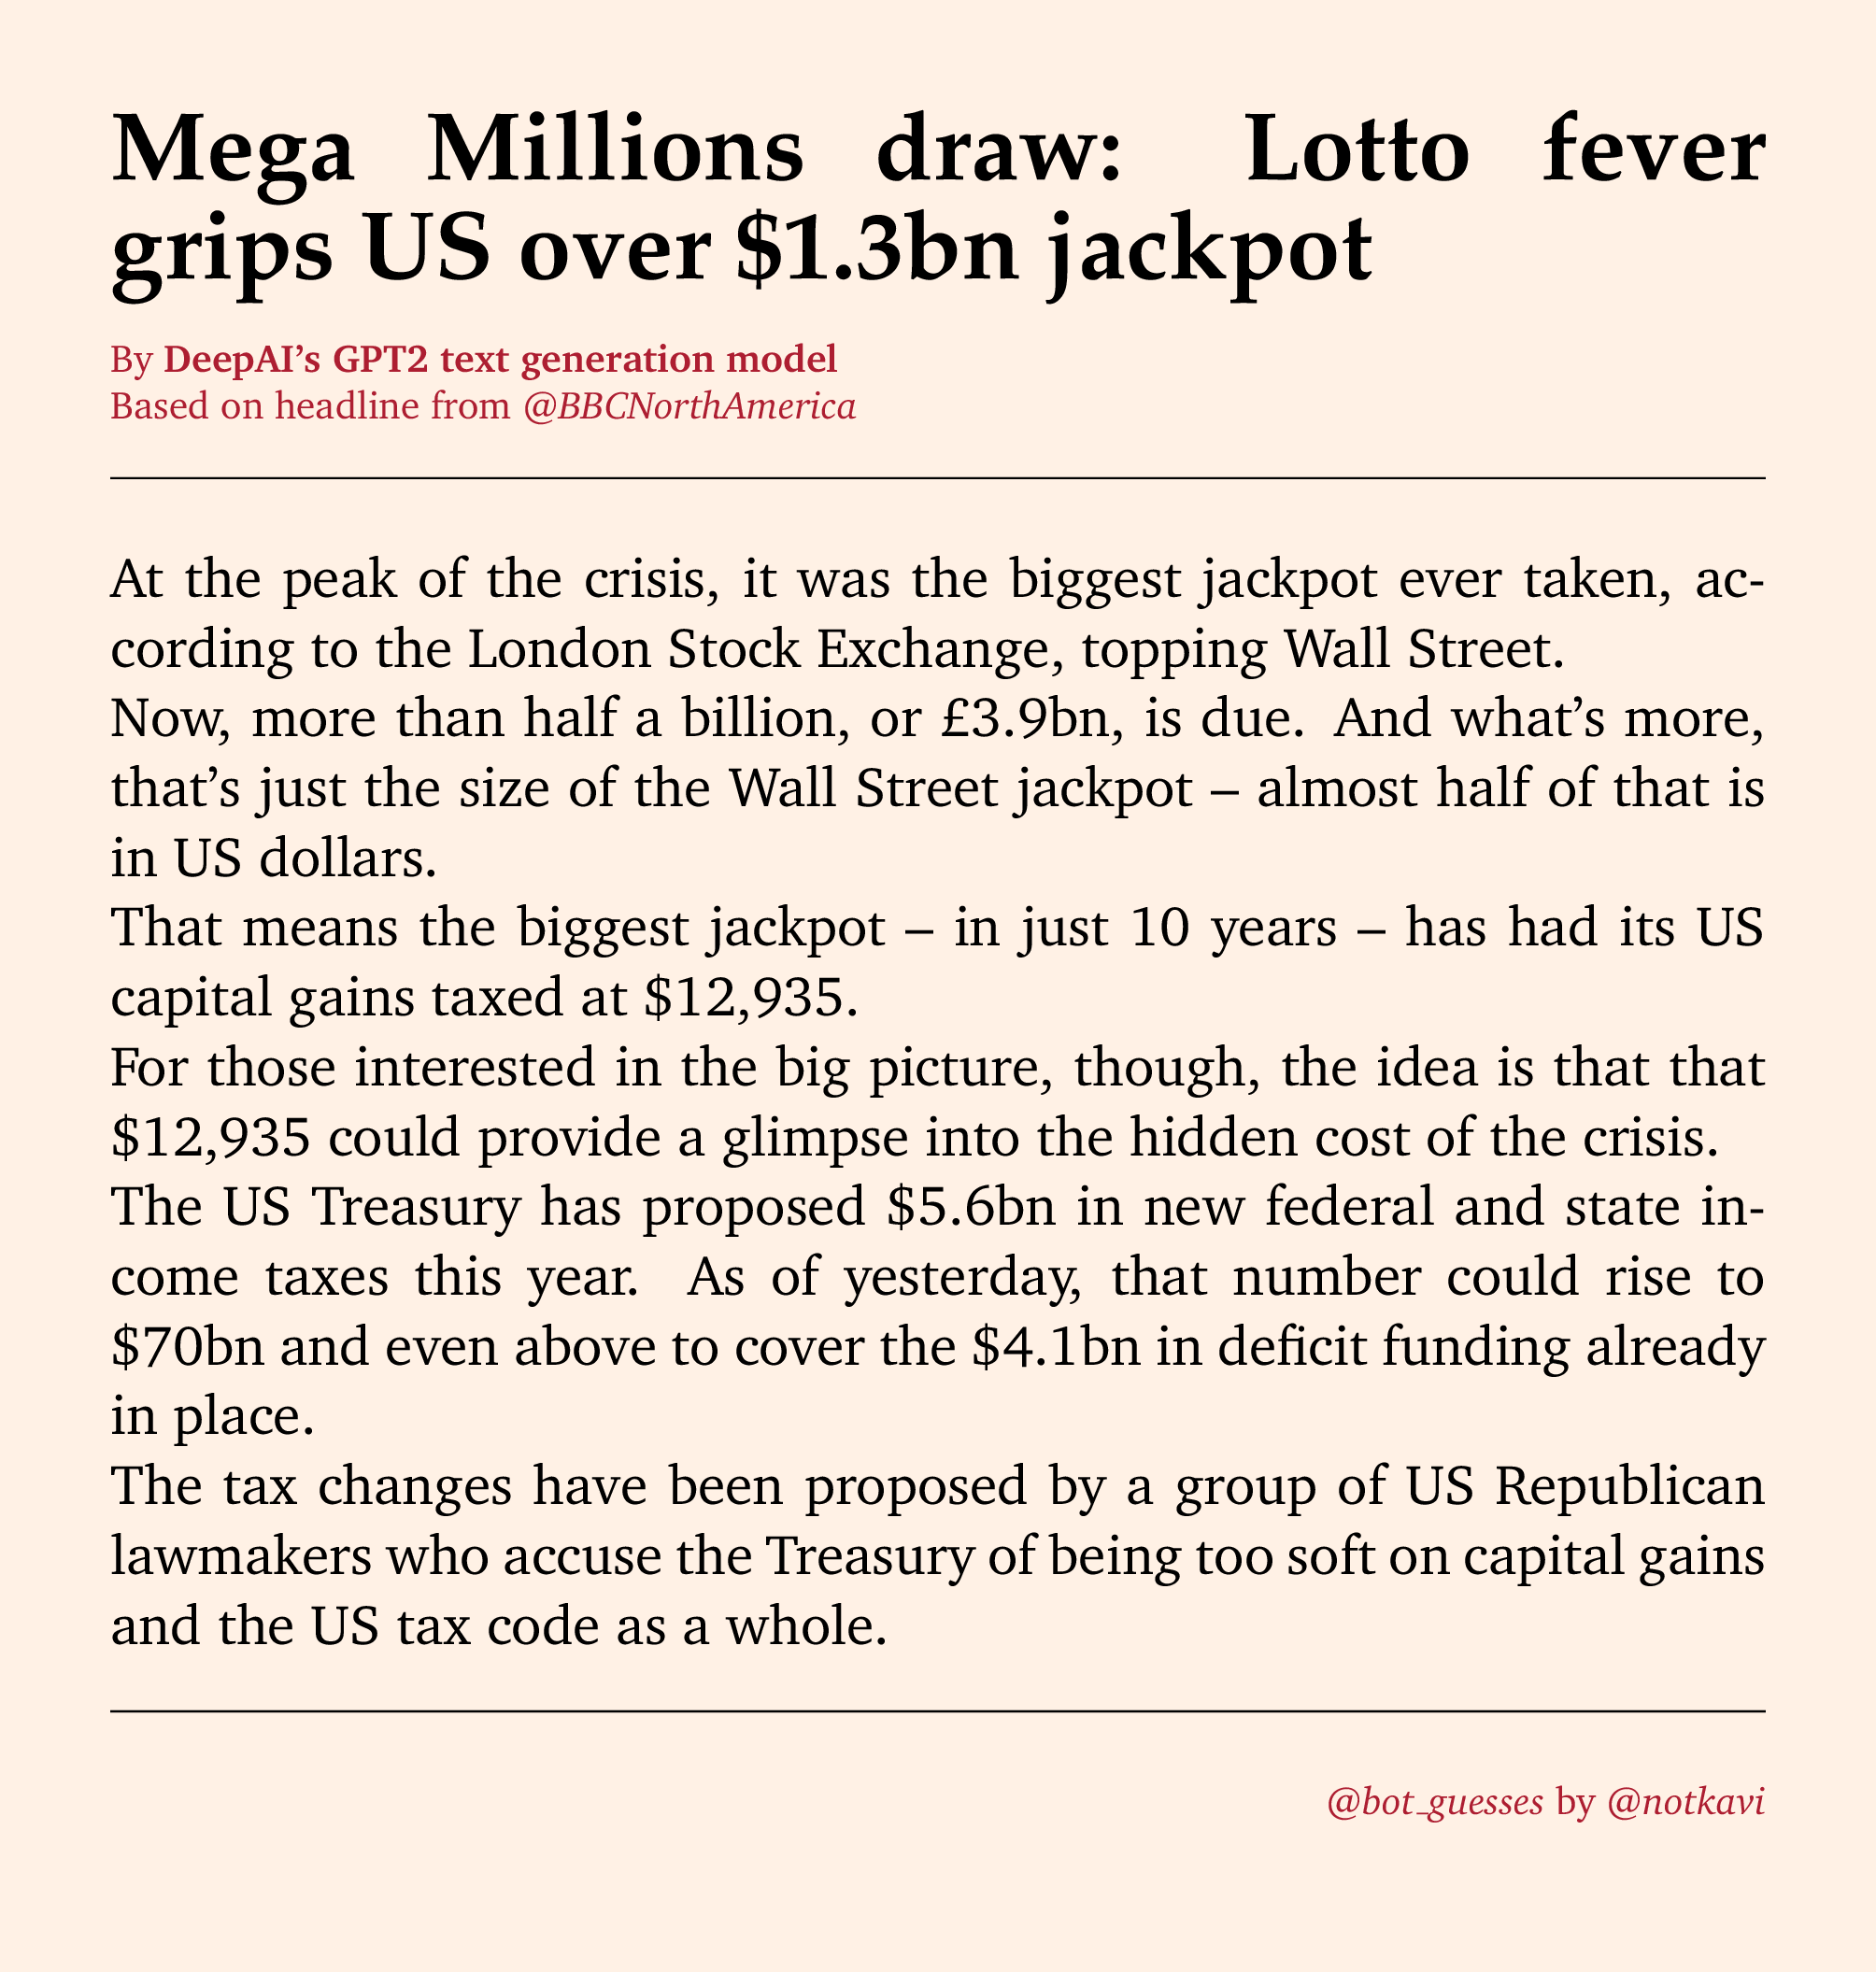 Mega Millions draw: Lotto fever
grips US over $1.3bn jackpot
By DeepAI’s GPT2 text generation model
Based on headline from @BBCNorthAmerica
At the peak of the crisis, it was the biggest jackpot ever taken, ac-
cording to the London Stock Exchange, topping Wall Street.
Now, more than half a billion, or £3.9bn, is due. And what’s more,
that’s just the size of the Wall Street jackpot – almost half of that is
in US dollars.
That means the biggest jackpot – in just 10 years – has had its US
capital gains taxed at $12,935.
For those interested in the big picture, though, the idea is that that
$12,935 could provide a glimpse into the hidden cost of the crisis.
The US Treasury has proposed $5.6bn in new federal and state in-
come taxes this year. As of yesterday, that number could rise to
$70bn and even above to cover the $4.1bn in deficit funding already
in place.
The tax changes have been proposed by a group of US Republican
lawmakers who accuse the Treasury of being too soft on capital gains
and the US tax code as a whole.
@bot_guesses by @notkavi